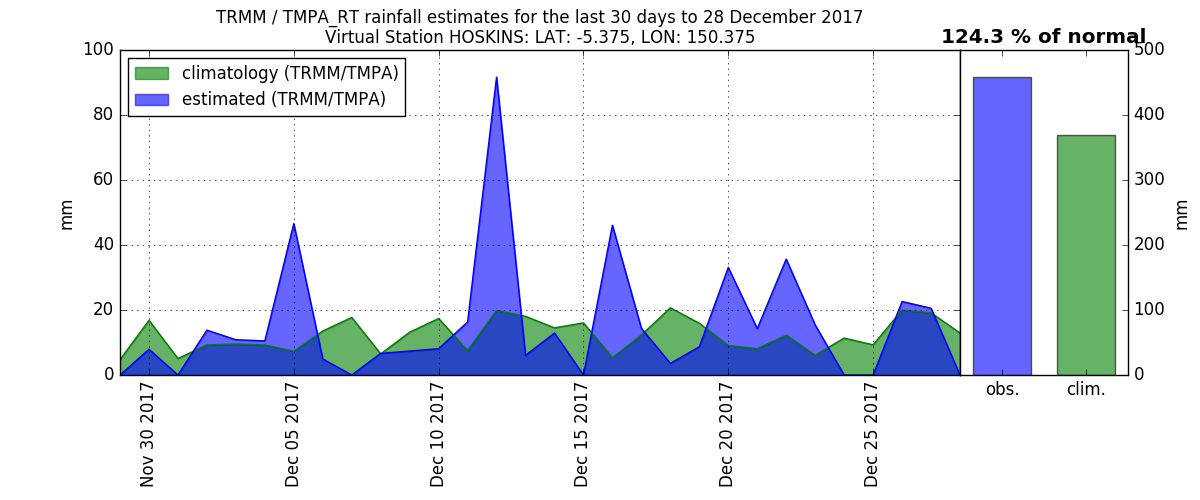 TRMM / TMPA_RT rainfall estimates for the last 30 days to 28 December 2017
Virtual Station HOSKINS: LAT: -5.375, LON: 150.375
124.3 % of normal
climatology (TRMM/TMPA)
estimated (TRMM/TMPA)
100
80
60
40
20
0
mm
Nov 30 2017
Dec 05 2017
Dec 10 2017
Dec 15 2017
Dec 20 2017
Dec 25 2017
500
400
300
200
100
0
mm
obs.
clim.